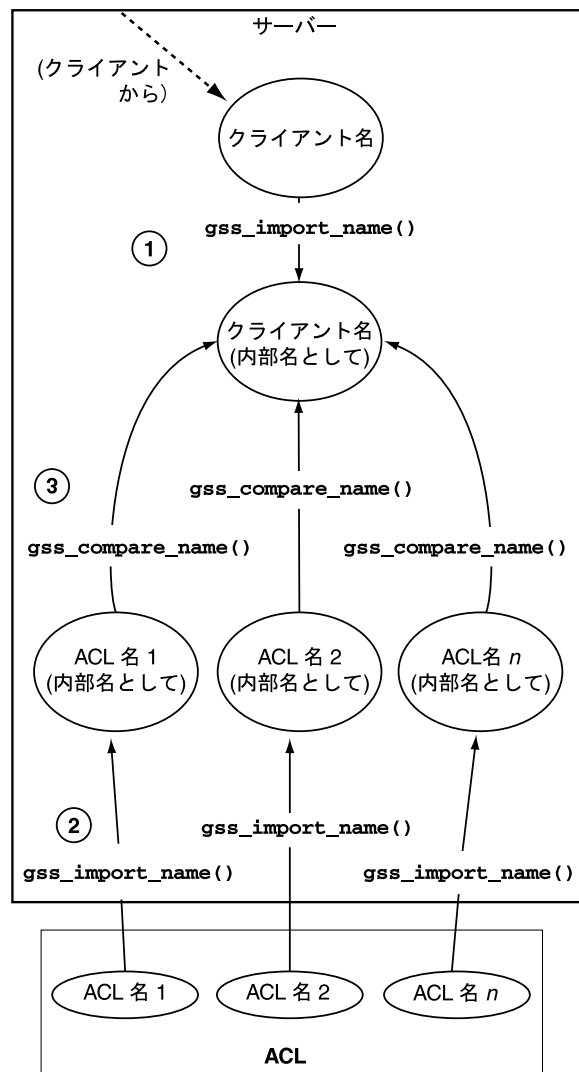 サーバー
(クライアント
から)
クライアント名
gss_import_name()
1
クライアント名
(内部名として)
3
gss_compare_name()
gss_compare_name()
gss_compare_name()
ACL 名 1
(内部名として)
ACL 名 2
(内部名として)
ACL名 n
(内部名として)
2
gss_import_name()
gss_import_name()
gss_import_name()
ACL 名 1
ACL 名 2
ACL 名 n
ACL